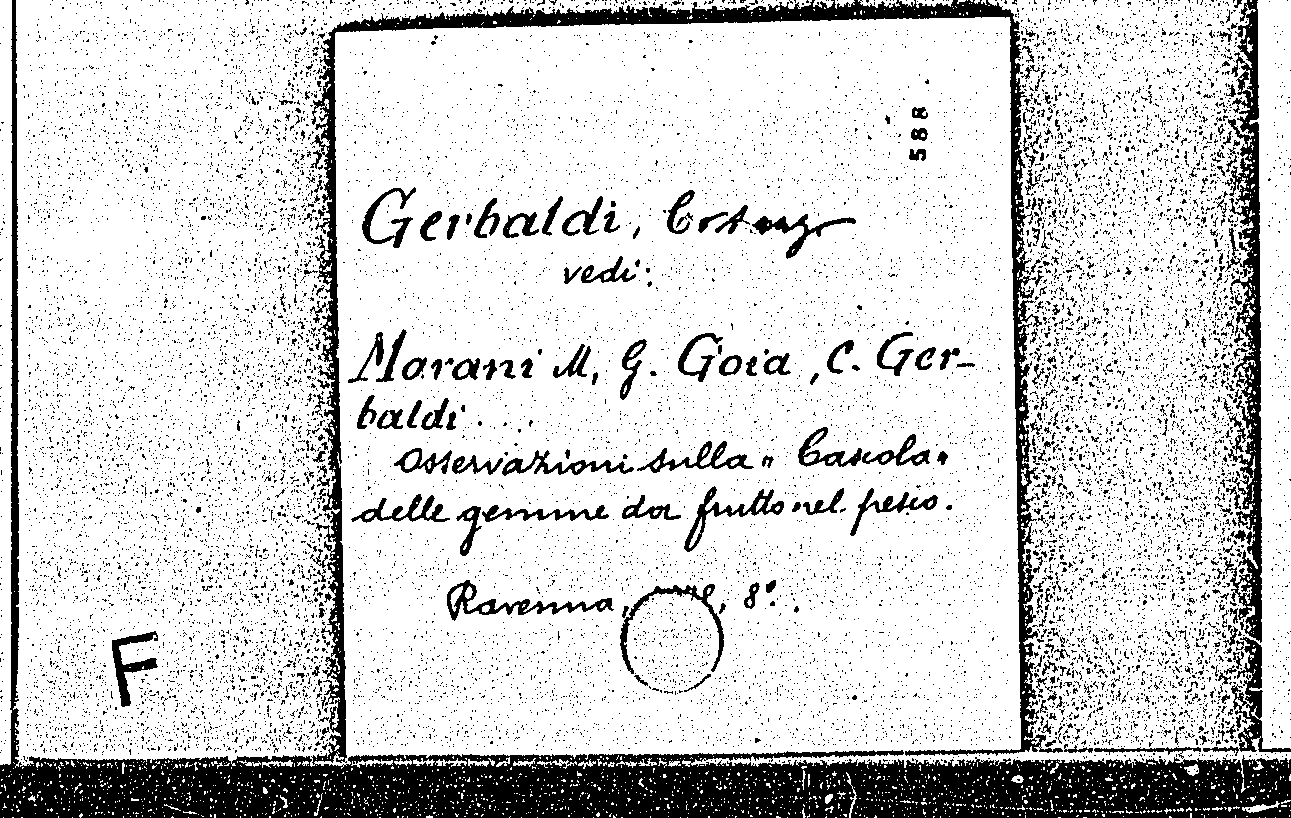 588
Gerbaldi, Costanzo
vedi:
Marani M, G. Goia, C. Ger-
baldi . . . .
Osservazioni sulla " Cascola "
delle gemme da frutto nel pesco.
Ravenna, , 8°.
F